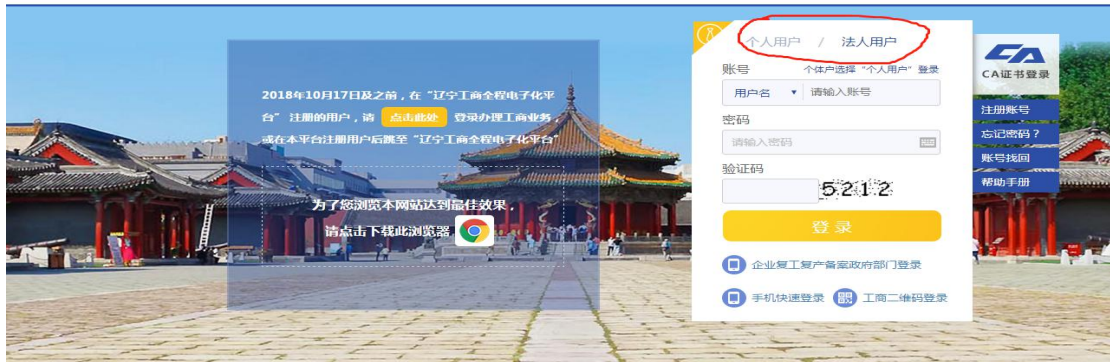 2018年10月17日及之前，在“辽宁工商全程电子化平
台”注册的用户，请 点击此处 登录办理工商业务，
或在本平台注册用户后跳至“辽宁工商全程电子化平台”
为了您浏览本网站达到最佳效果，
请点击下载此浏览器
个人用户 / 法人用户
账号 个体户选择“个人用户”登录
用户名 请输入账号
密码
请输入密码
验证码
5212
登录
企业复工复产备案政府部门登录
手机快速登录 工商二维码登录
CA证书登录
注册账号
忘记密码？
账号找回
帮助手册